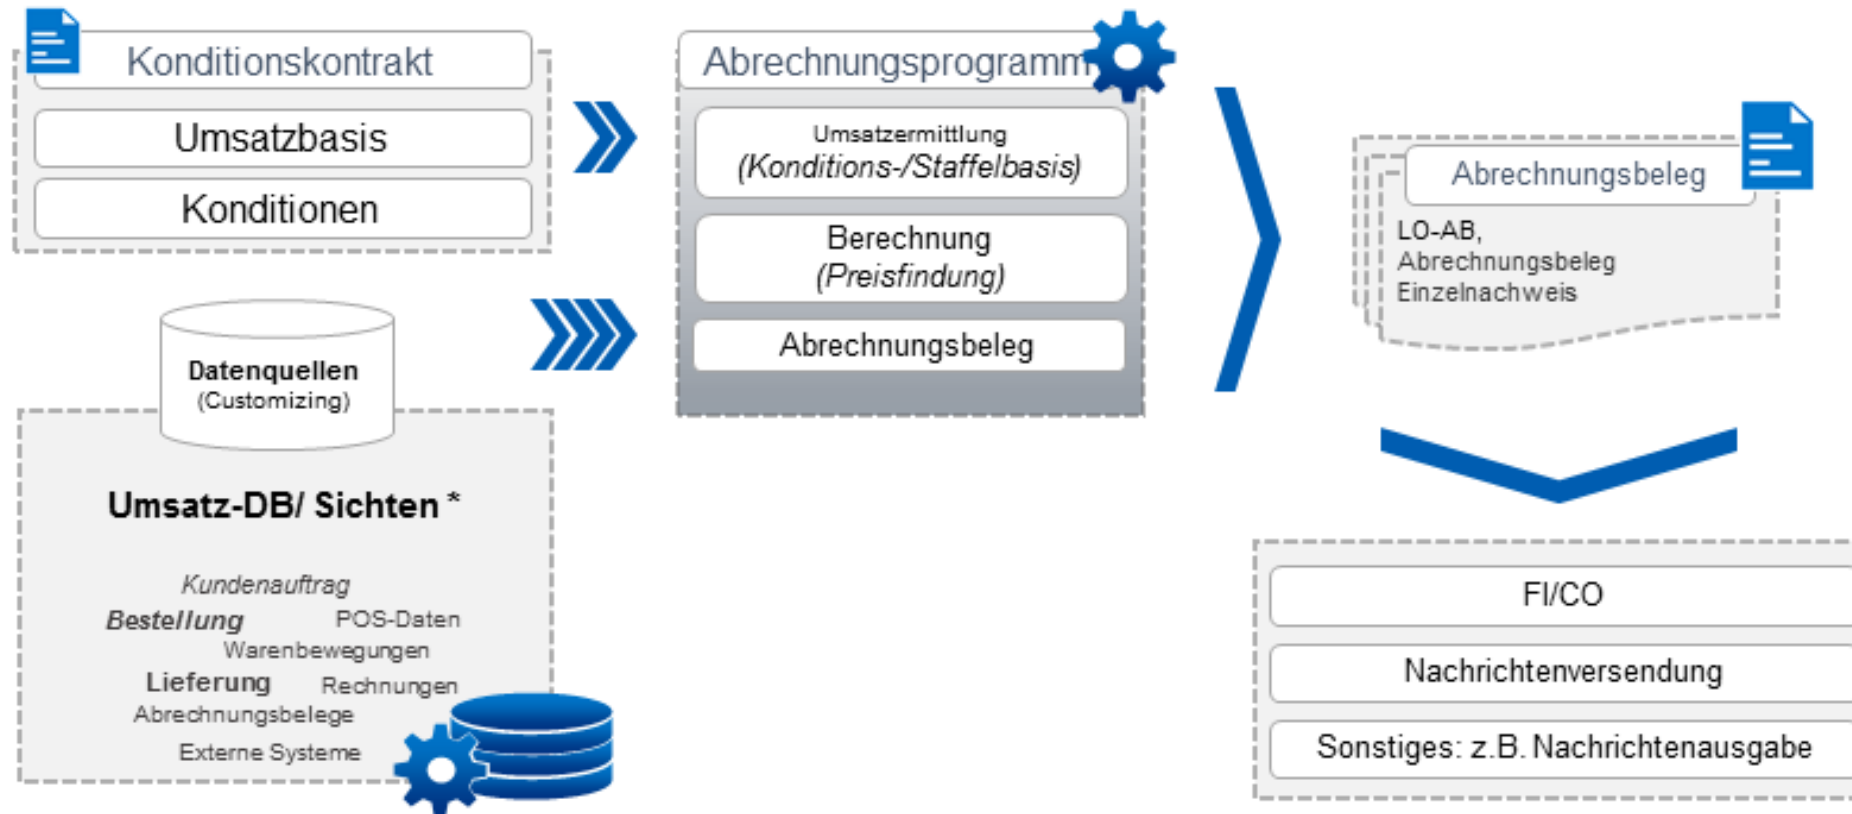 Konditionskontrakt
Umsatzbasis
Konditionen
Datenquellen
(Customizing)
Umsatz-DB/ Sichten *
Kundenauftrag
Bestellung POS-Daten
Warenbewegungen
Lieferung Rechnungen
Abrechnungsbelege
Externe Systeme
Abrechnungsprogramm
Umsatzermittlung
(Konditions-/Staffelbasis)
Berechnung
(Preisfindung)
Abrechnungsbeleg
Abrechnungsbeleg
LO-AB,
Abrechnungsbeleg
Einzelnachweis
FI/CO
Nachrichtenversendung
Sonstiges: z.B. Nachrichtenausgabe